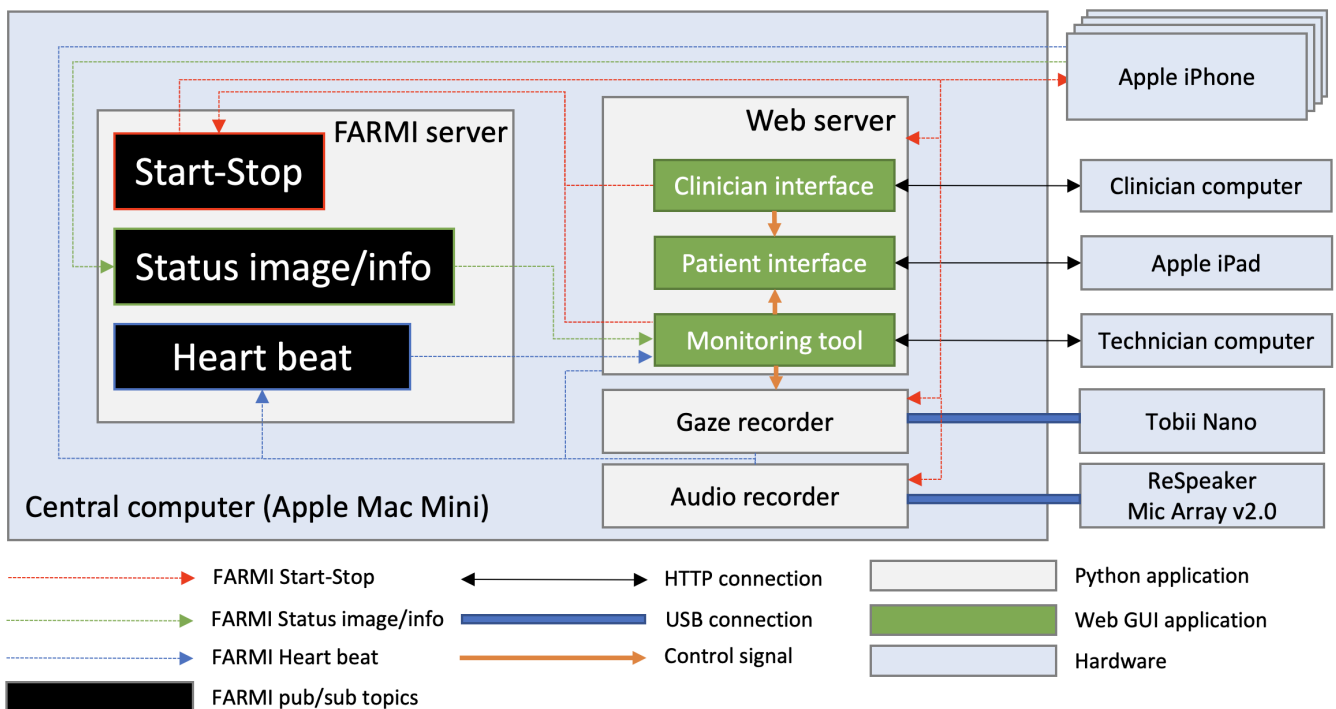 Apple iPhone
FARMI server
Web server
Start-Stop
Clinician interface
Clinician computer
Status image/info
Patient interface
Apple iPad
Heart beat
Monitoring tool
Technician computer
Gaze recorder
Tobii Nano
Central computer (Apple Mac Mini)
Audio recorder
ReSpeaker
Mic Array v2.0
FARMI Start-Stop
HTTP connection
Python application
FARMI Status image/info
USB connection
Web GUI application
FARMI Heart beat
Control signal
Hardware
FARMI pub/sub topics